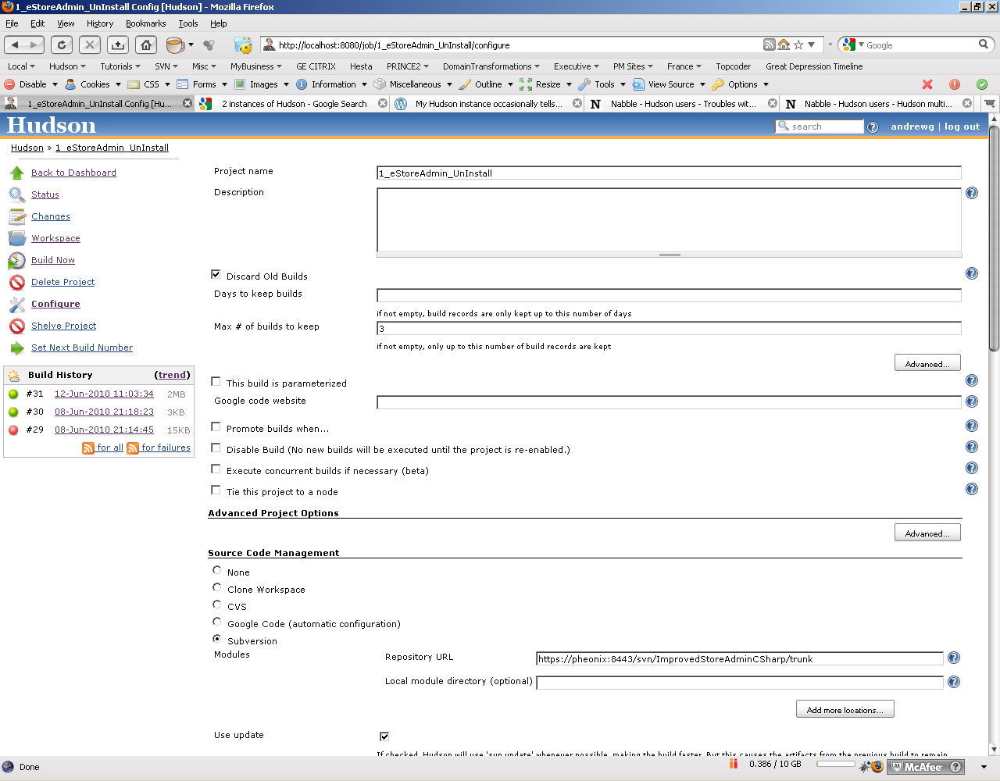 1_eStoreAdmin_UnInstall Config [Hudson] - Mozilla Firefox
File Edit View History Bookmarks Tools Help
http://localhost:8080/job/1_eStoreAdmin_UnInstall/configure
Google
Local Hudson Tutorials SVN Misc MyBusiness GE CITRIX Hesta PRINCE2 DomainTransformations Executive PM Sites France Topcoder Great Depression Timeline
Disable Cookies CSS Forms Images Information Miscellaneous Outline Resize Tools View Source Options
1_eStoreAdmin_UnInstall Config [Hu... 2 instances of Hudson - Google Search My Hudson instance occasionally tells... Nabble - Hudson users - Troubles wit... Nabble - Hudson users - Hudson multi...
Hudson
search
andrewg | log out
Hudson » 1_eStoreAdmin_UnInstall
Back to Dashboard
Status
Changes
Workspace
Build Now
Delete Project
Configure
Shelve Project
Set Next Build Number
Build History (trend)
#31 12-Jun-2010 11:03:34 2MB
#30 08-Jun-2010 21:18:23 3KB
#29 08-Jun-2010 21:14:45 15KB
for all for failures
Project name 1_eStoreAdmin_UnInstall
Description
Discard Old Builds
Days to keep builds
if not empty, build records are only kept up to this number of days
Max # of builds to keep 3
if not empty, only up to this number of build records are kept
Advanced...
This build is parameterized
Google code website
Promote builds when...
Disable Build (No new builds will be executed until the project is re-enabled.)
Execute concurrent builds if necessary (beta)
Tie this project to a node
Advanced Project Options
Advanced...
Source Code Management
None
Clone Workspace
CVS
Google Code (automatic configuration)
Subversion
Modules Repository URL https://pheonix:8443/svn/ImprovedStoreAdminCSharp/trunk
Local module directory (optional)
Add more locations...
Use update
If checked, Hudson will use 'svn update' whenever possible, making the build faster. But this causes the artifacts from the previous build to remain
Done 0.386 / 10 GB McAfee